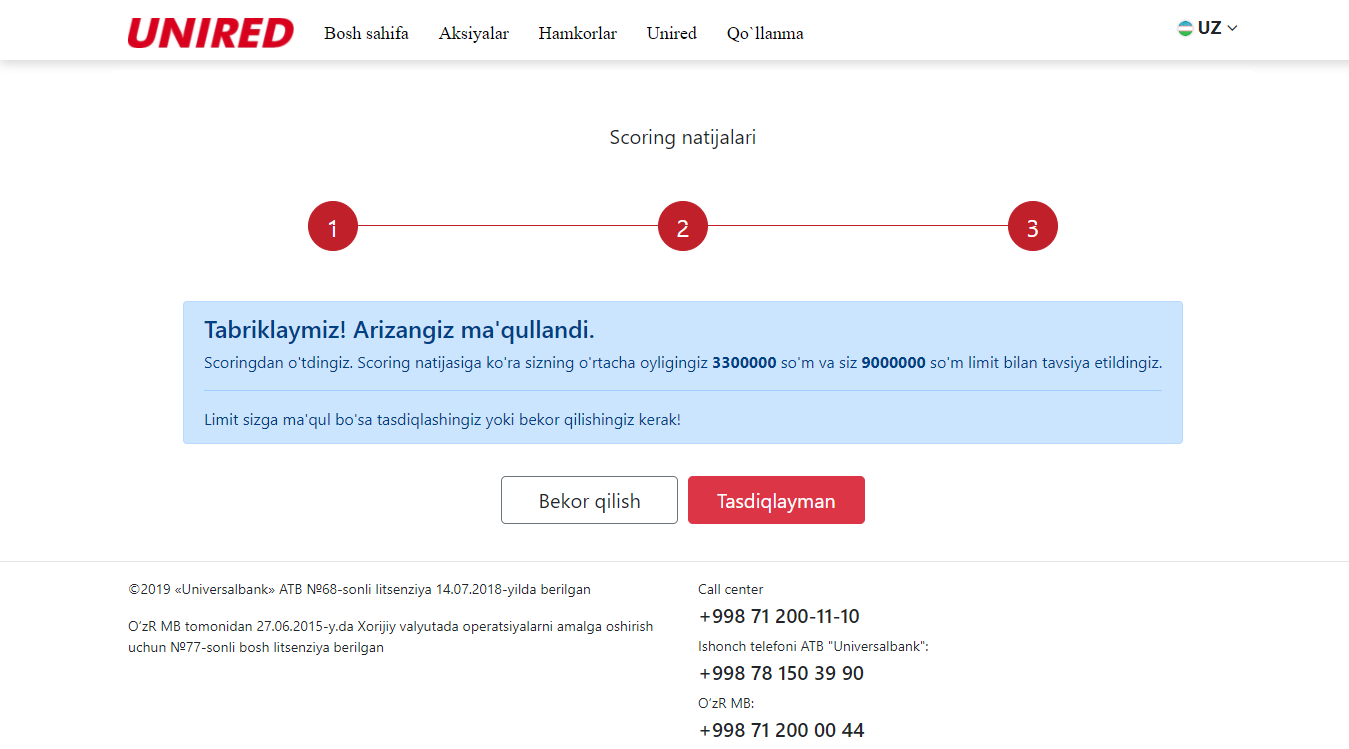 UNIRED Bosh sahifa Aksiyalar Hamkorlar Unired Qo`llanma UZ
Scoring natijalari
1 2 3
Tabriklaymiz! Arizangiz ma'qullandi.
Scoringdan o'tdingiz. Scoring natijasiga ko'ra sizning o'rtacha oyligingiz 3300000 so'm va siz 9000000 so'm limit bilan tavsiya etildingiz.
Limit sizga ma'qul bo'sa tasdiqlashingiz yoki bekor qilishingiz kerak!
Bekor qilish Tasdiqlayman
©2019 «Universalbank» ATB №68-sonli litsenziya 14.07.2018-yilda berilgan
O‘zR MB tomonidan 27.06.2015-y.da Xorijiy valyutada operatsiyalarni amalga oshirish
uchun №77-sonli bosh litsenziya berilgan
Call center
+998 71 200-11-10
Ishonch telefoni ATB "Universalbank":
+998 78 150 39 90
O‘zR MB:
+998 71 200 00 44